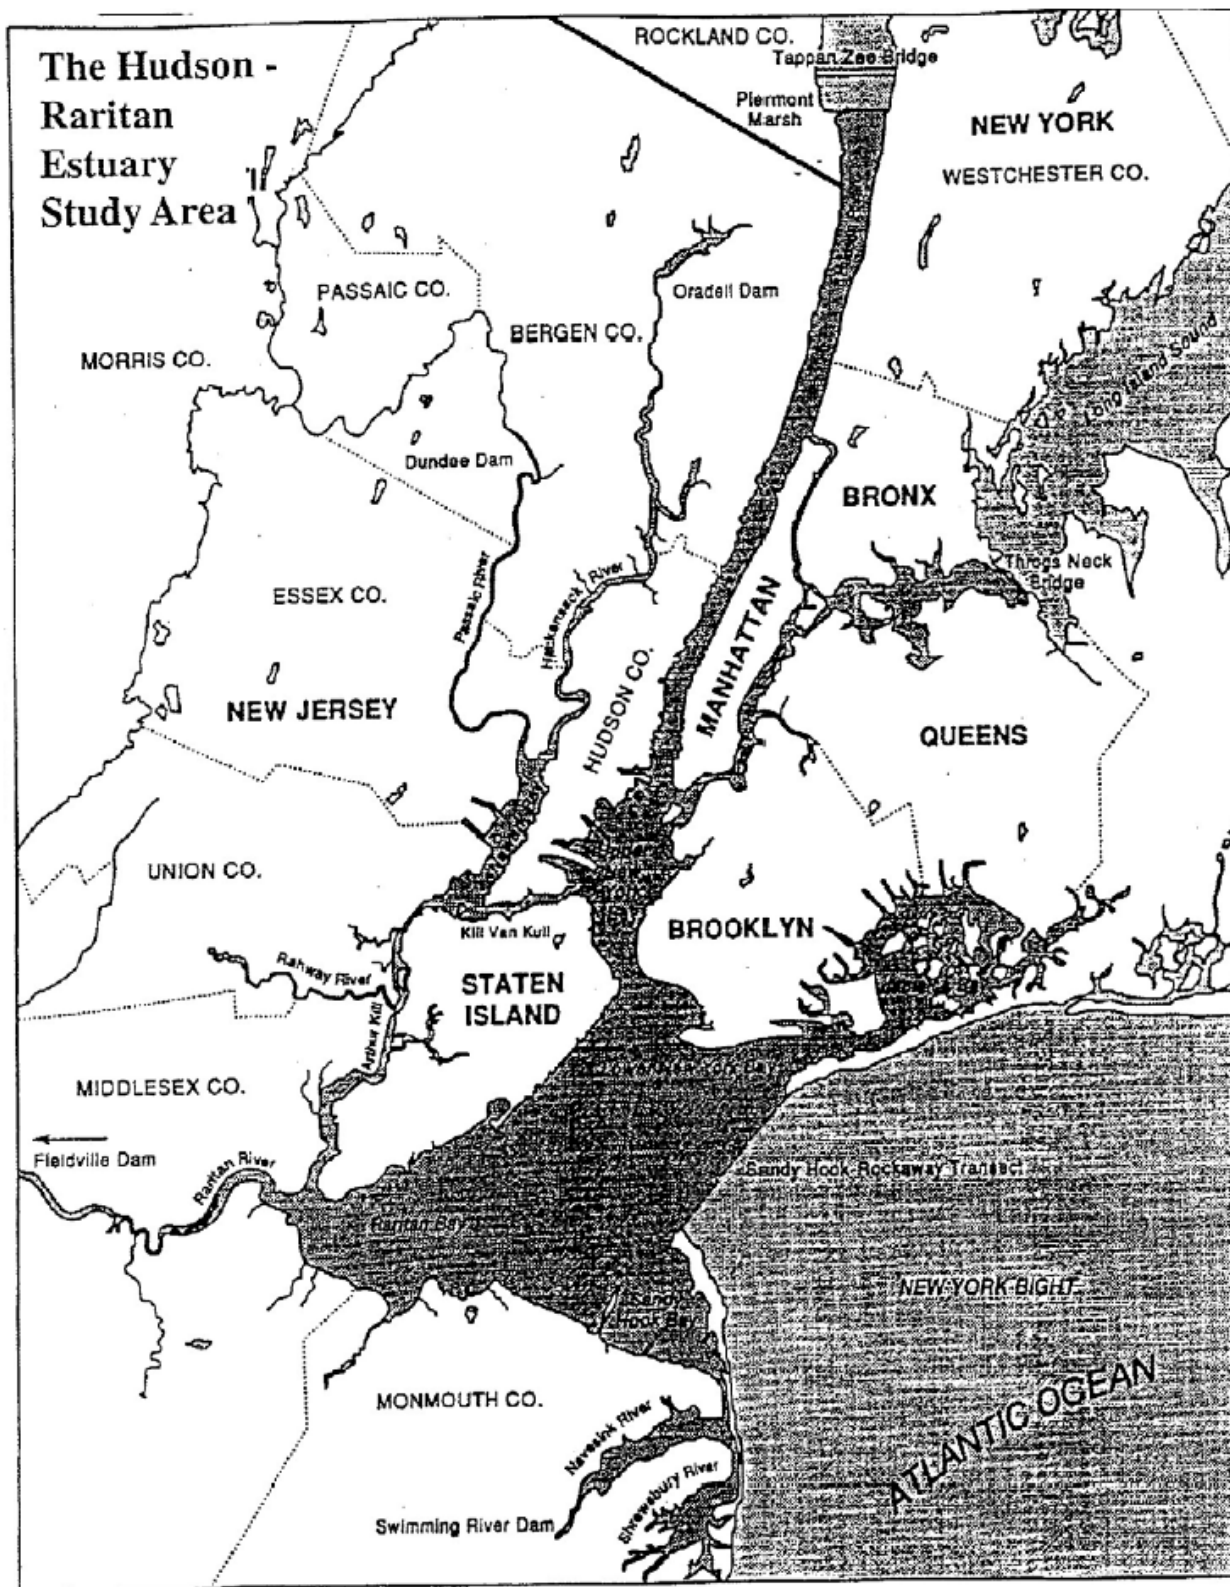 The Hudson -
Raritan
Estuary
Study Area
ROCKLAND CO.
Tappan Zee Bridge
Piermont
Marsh
NEW YORK
WESTCHESTER CO.
PASSAIC CO.
Oradell Dam
BERGEN CO.
MORRIS CO.
Long Island Sound
Dundee Dam
BRONX
Throgs Neck
Bridge
Passaic River
Hackensack River
ESSEX CO.
MANHATTAN
NEW JERSEY
HUDSON CO.
QUEENS
UNION CO.
Kill Van Kull
BROOKLYN
Rahway River
STATEN
ISLAND
Arthur Kill
Lower New York Bay
MIDDLESEX CO.
Fieldville Dam
Raritan River
Sandy Hook-Rockaway Transect
Raritan Bay
NEW YORK BIGHT
Sandy
Hook Bay
MONMOUTH CO.
ATLANTIC OCEAN
Navesink River
Shrewsbury River
Swimming River Dam